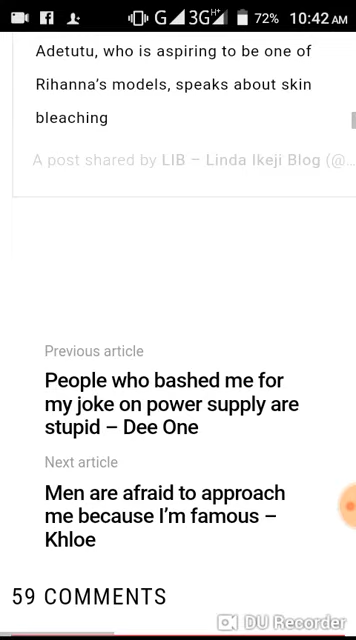 G 3G H+ 72% 10:42 AM
Adetutu, who is aspiring to be one of
Rihanna’s models, speaks about skin
bleaching
A post shared by LIB – Linda Ikeji Blog (@...
Previous article
People who bashed me for
my joke on power supply are
stupid – Dee One
Next article
Men are afraid to approach
me because I’m famous –
Khloe
59 COMMENTS
DU Recorder